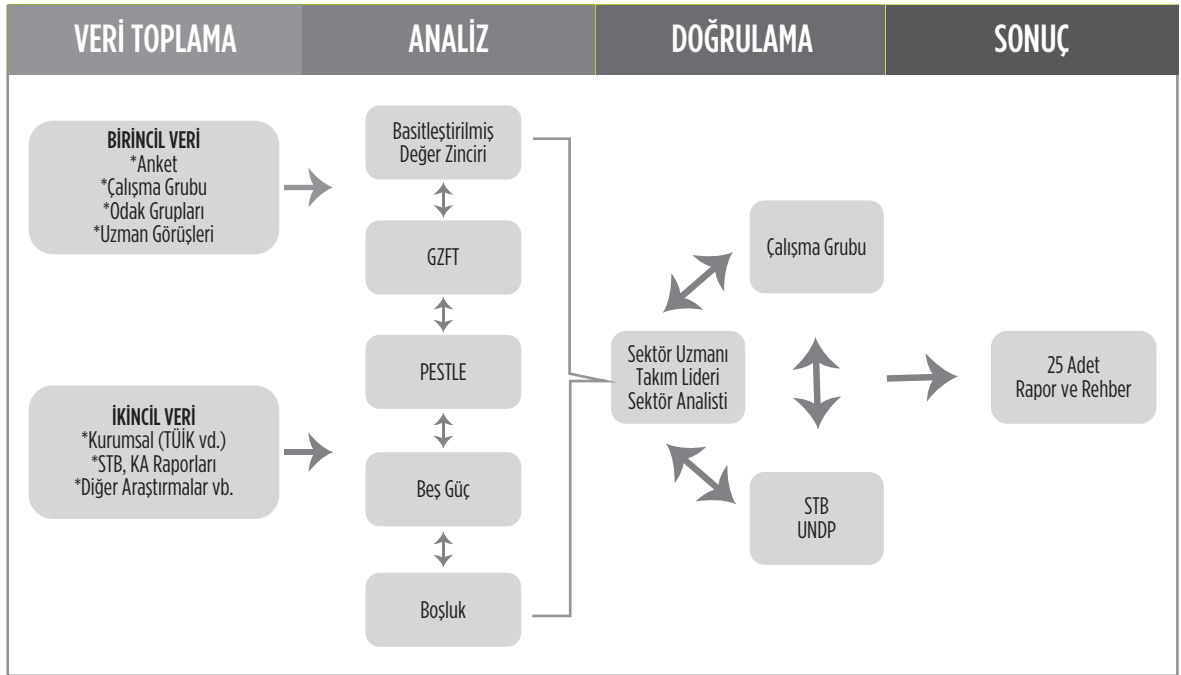 VERİ TOPLAMA
ANALİZ
DOĞRULAMA
SONUÇ
BİRİNCİL VERİ
*Anket
*Çalışma Grubu
*Odak Grupları
*Uzman Görüşleri
İKİNCİL VERİ
*Kurumsal (TÜİK vd.)
*STB, KA Raporları
*Diğer Araştırmalar vb.
Basitleştirilmiş
Değer Zinciri
GZFT
PESTLE
Beş Güç
Boşluk
Sektör Uzmanı
Takım Lideri
Sektör Analisti
Çalışma Grubu
STB
UNDP
25 Adet
Rapor ve Rehber